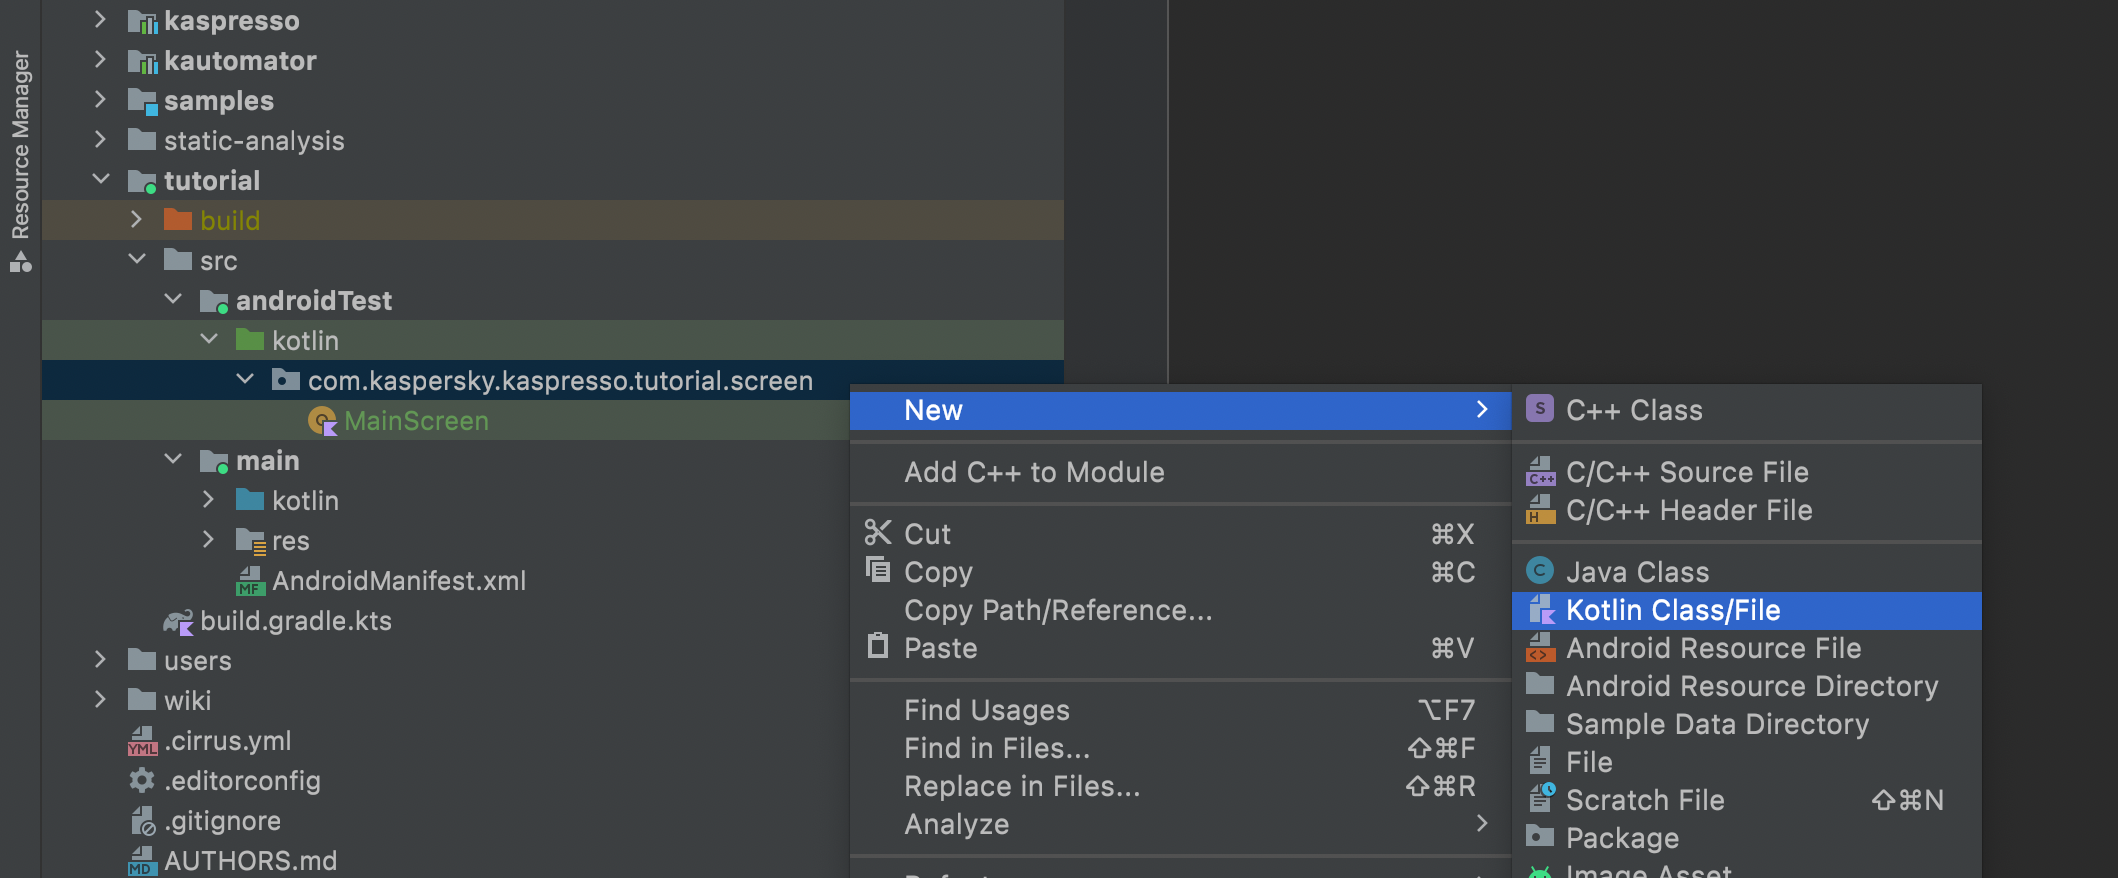 Resource Manager
kaspresso
kautomator
samples
static-analysis
tutorial
build
src
androidTest
kotlin
com.kaspersky.kaspresso.tutorial.screen
MainScreen
main
kotlin
res
MF AndroidManifest.xml
build.gradle.kts
users
wiki
YML .cirrus.yml
.editorconfig
.gitignore
MD AUTHORS.md
New
Add C++ to Module
Cut ⌘X
Copy ⌘C
Copy Path/Reference...
Paste ⌘V
Find Usages ⌥F7
Find in Files... ⇧⌘F
Replace in Files... ⇧⌘R
Analyze
S C++ Class
C++ C/C++ Source File
H C/C++ Header File
C Java Class
Kotlin Class/File
<> Android Resource File
Android Resource Directory
Sample Data Directory
File
Scratch File ⇧⌘N
Package
Image Asset